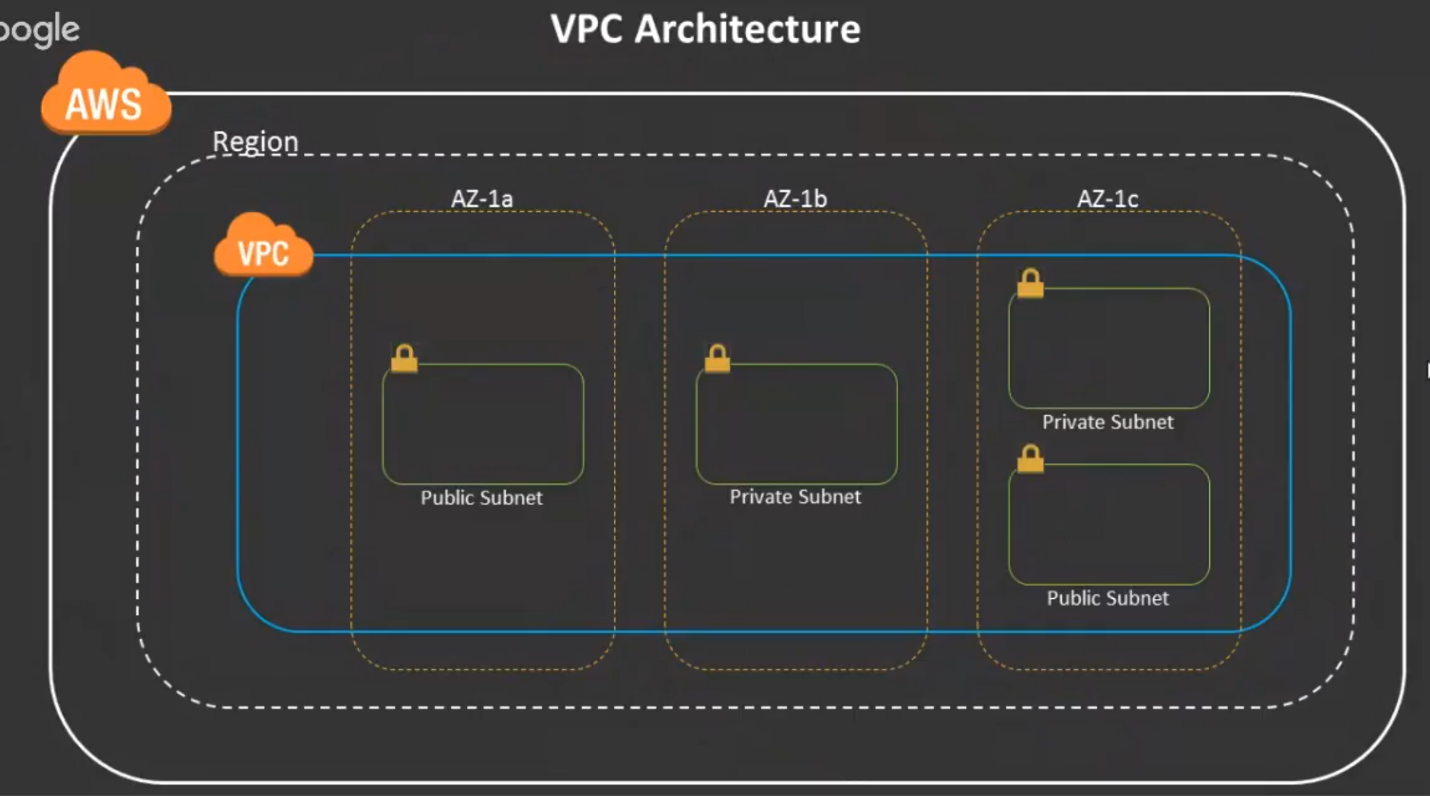 oogle
VPC Architecture
AWS
Region
AZ-1a
AZ-1b
AZ-1c
VPC
Public Subnet
Private Subnet
Private Subnet
Public Subnet